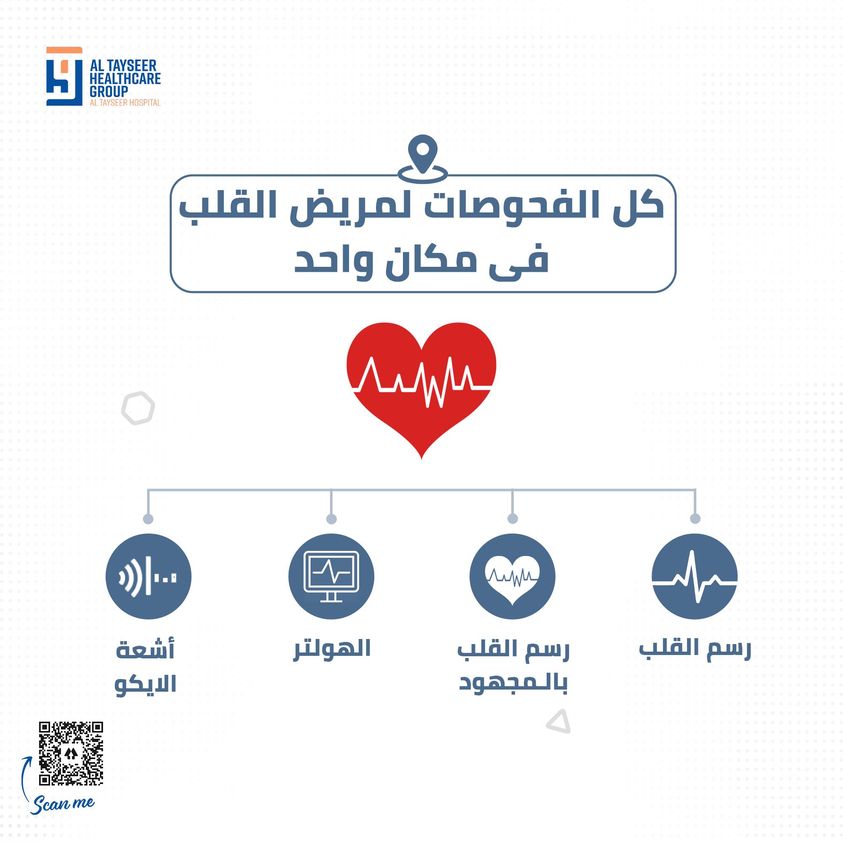 AL TAYSEER
HEALTHCARE
GROUP
AL TAYSEER HOSPITAL
كل الفحوصات لمريض القلب
فى مكان واحد
رسم القلب
رسم القلب
بالمجهود
الهولتر
أشعة
الايكو
Scan me